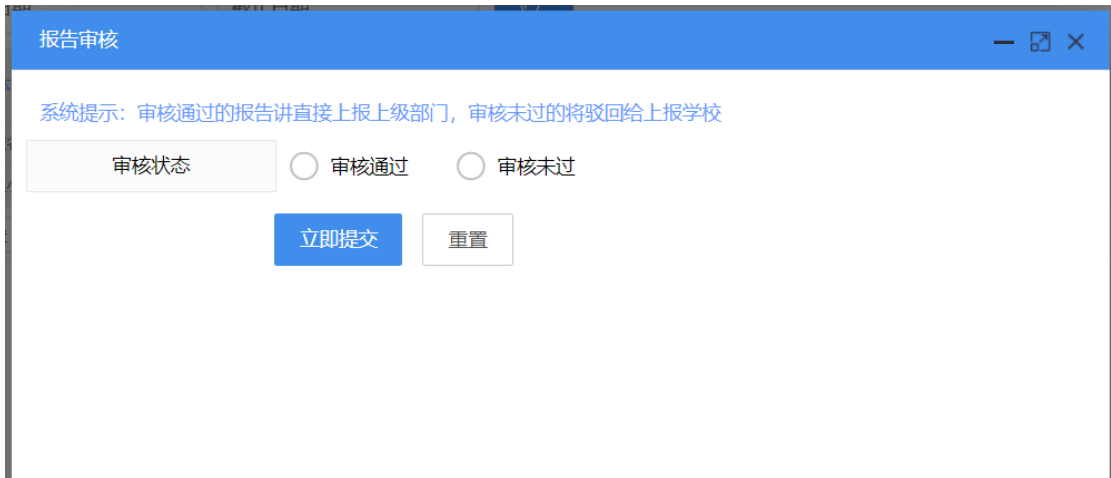 报告审核
系统提示：审核通过的报告讲直接上报上级部门，审核未过的将驳回给上报学校
审核状态 审核通过 审核未过
立即提交 重置